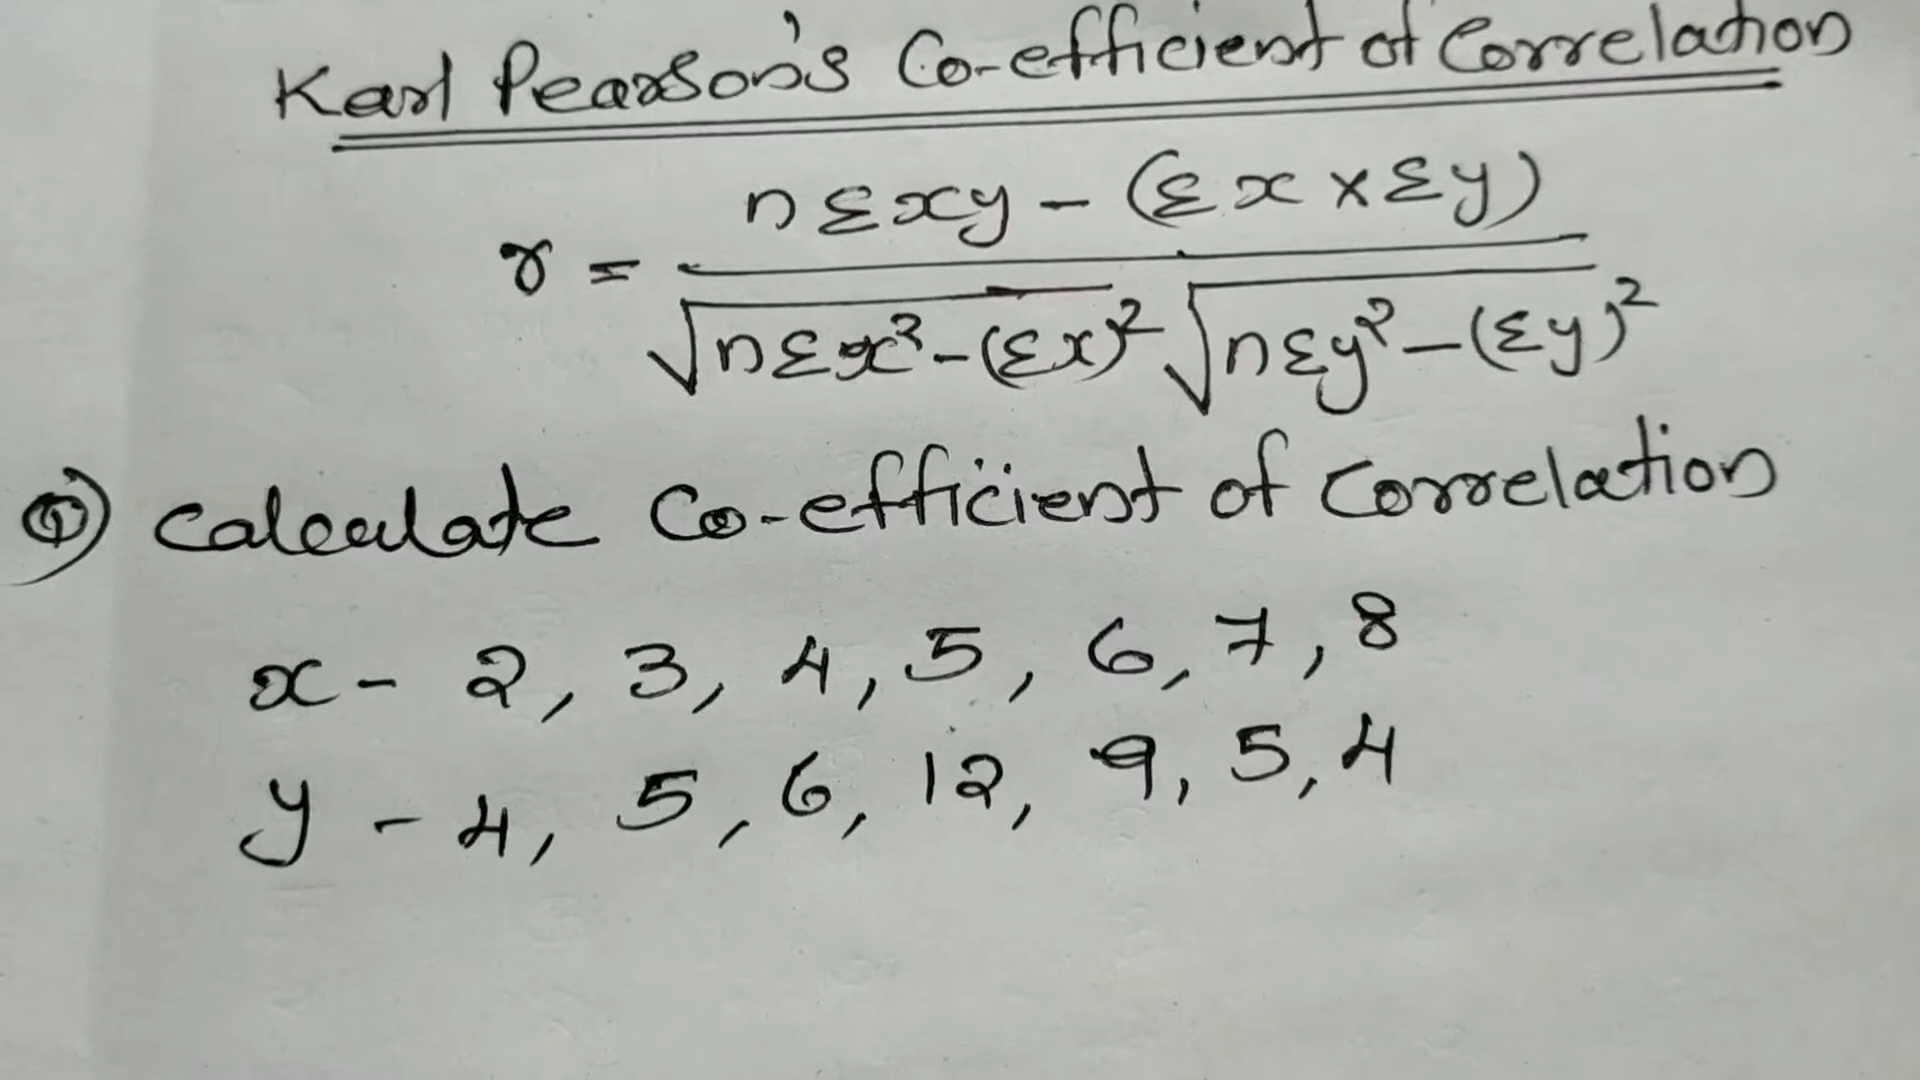 Karl Pearson's Co-efficient of Correlation
r = nΣxy - (Σx × Σy) / √nΣx² - (Σx)² √nΣy² - (Σy)²
Q) Calculate Co-efficient of Correlation
x - 2, 3, 4, 5, 6, 7, 8
y - 4, 5, 6, 12, 9, 5, 4